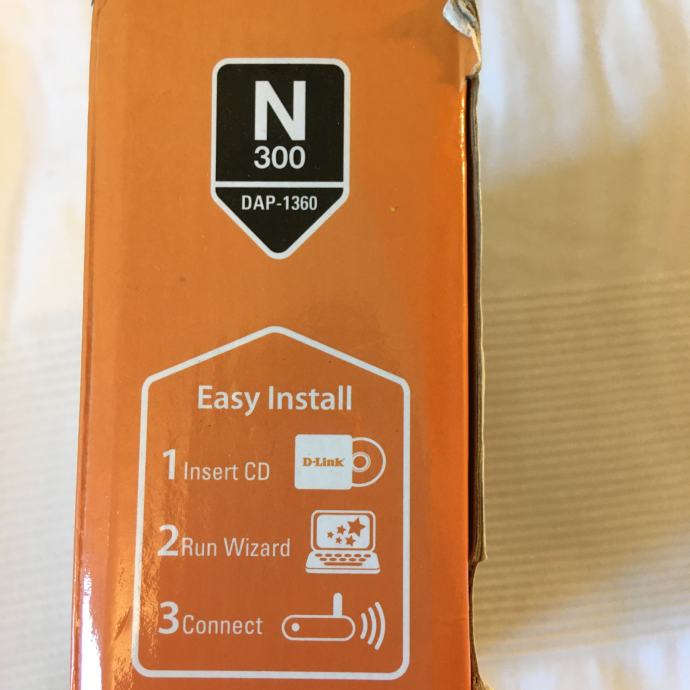 N
300
DAP-1360
Easy Install
1 Insert CD
D-Link
2 Run Wizard
3 Connect